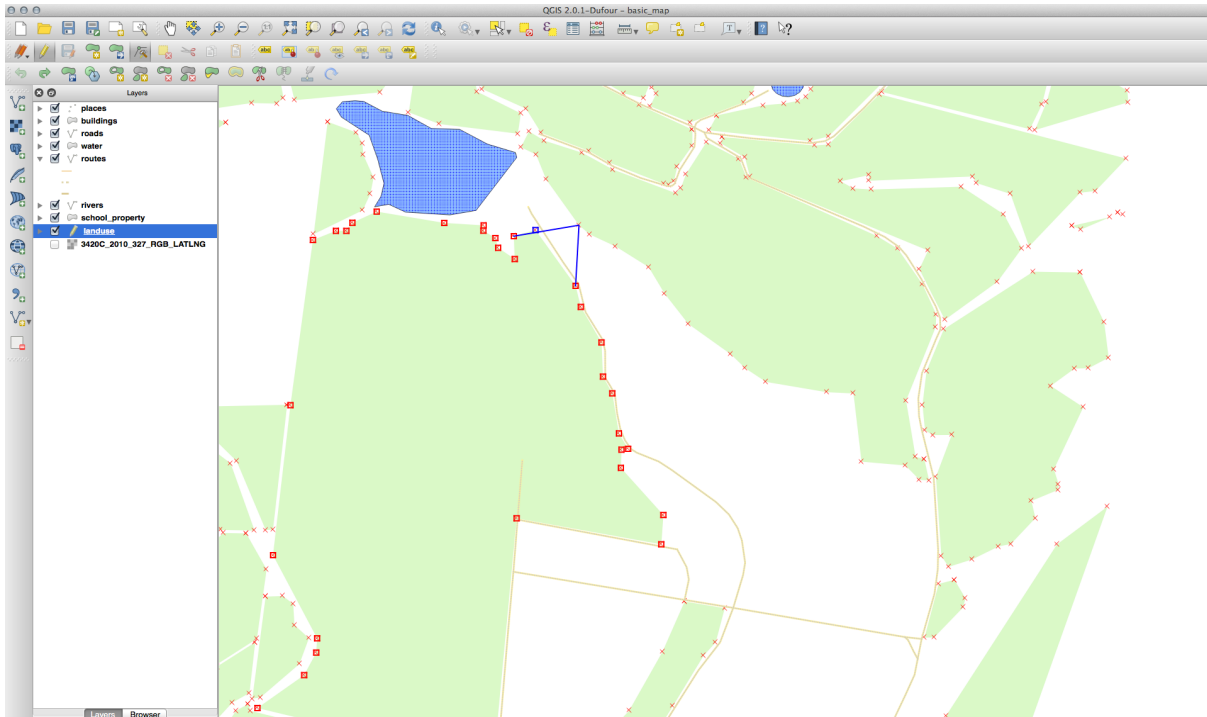 QGIS 2.0.1-Dufour – basic_map
Layers
places
buildings
roads
water
routes
rivers
school_property
landuse
3420C_2010_327_RGB_LATLNG
Layers Browser